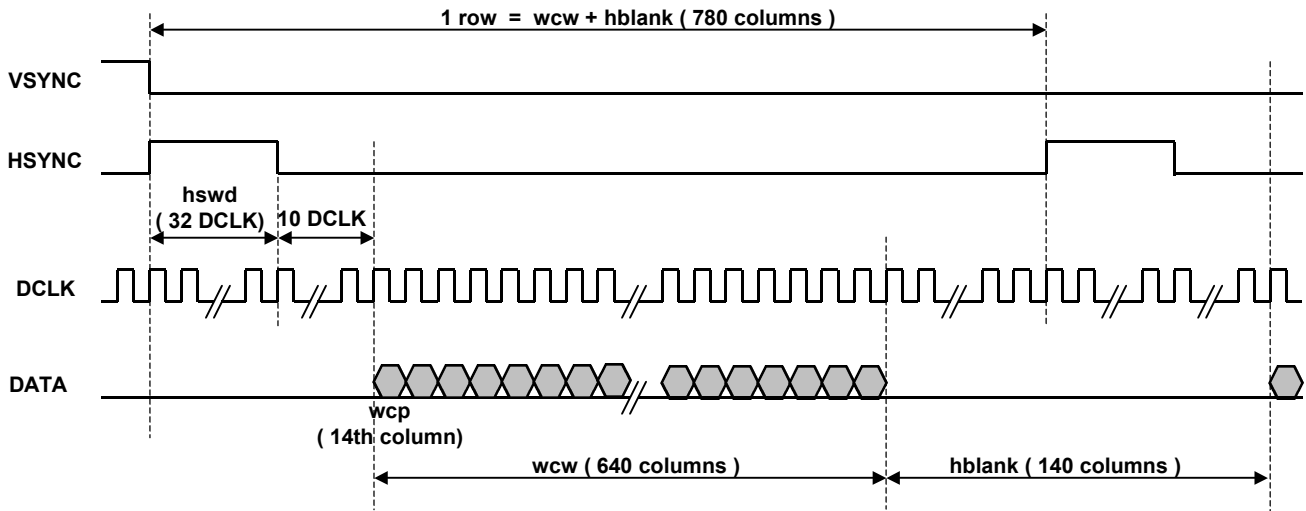 1 row = wcw + hblank ( 780 columns )
VSYNC
HSYNC
hswd
( 32 DCLK)
10 DCLK
DCLK
DATA
wcp
( 14th column)
wcw ( 640 columns )
hblank ( 140 columns )